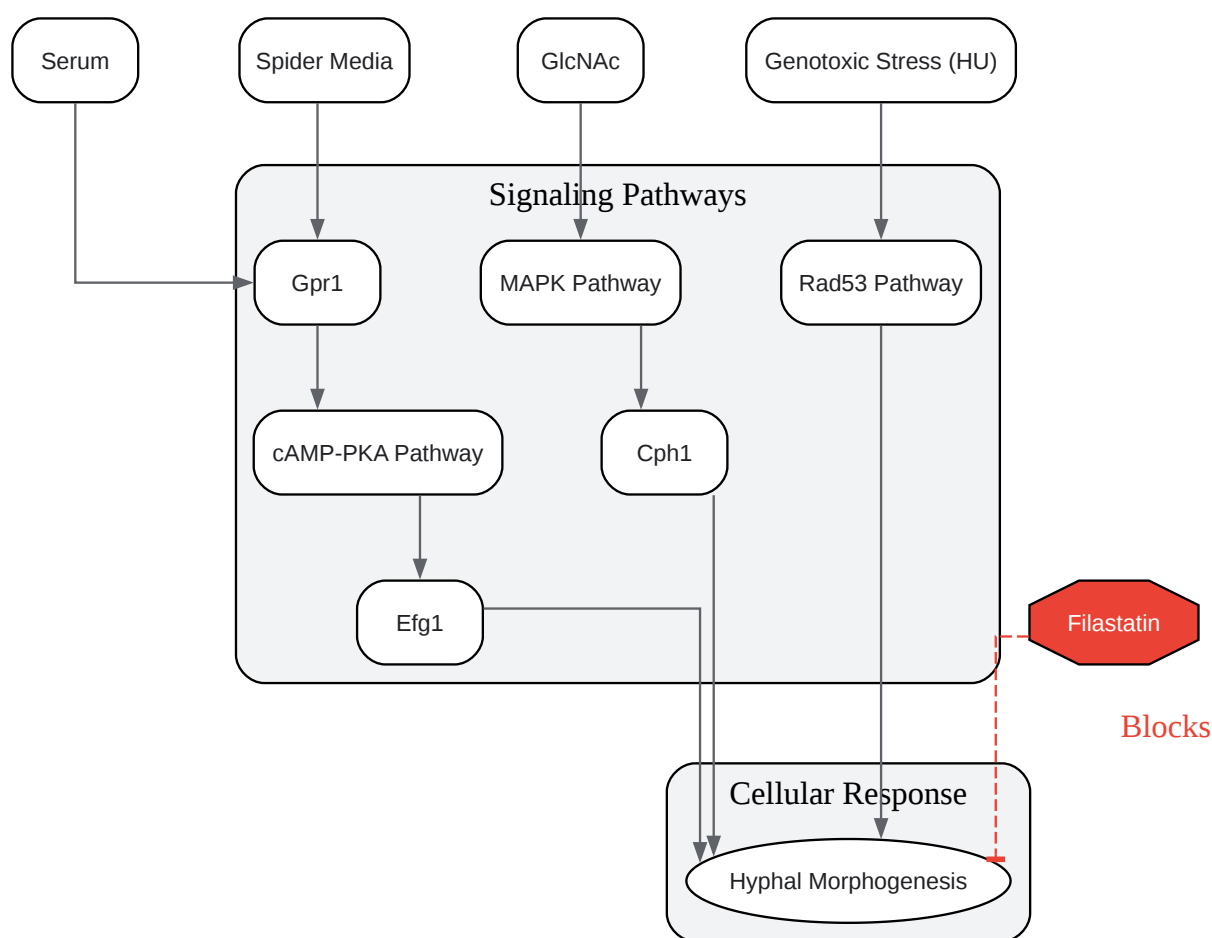 Serum
Spider Media
GlcNAc
Genotoxic Stress (HU)
Signaling Pathways
Gpr1
MAPK Pathway
Rad53 Pathway
cAMP-PKA Pathway
Cph1
Efg1
Filastatin
Blocks
Cellular Response
Hyphal Morphogenesis